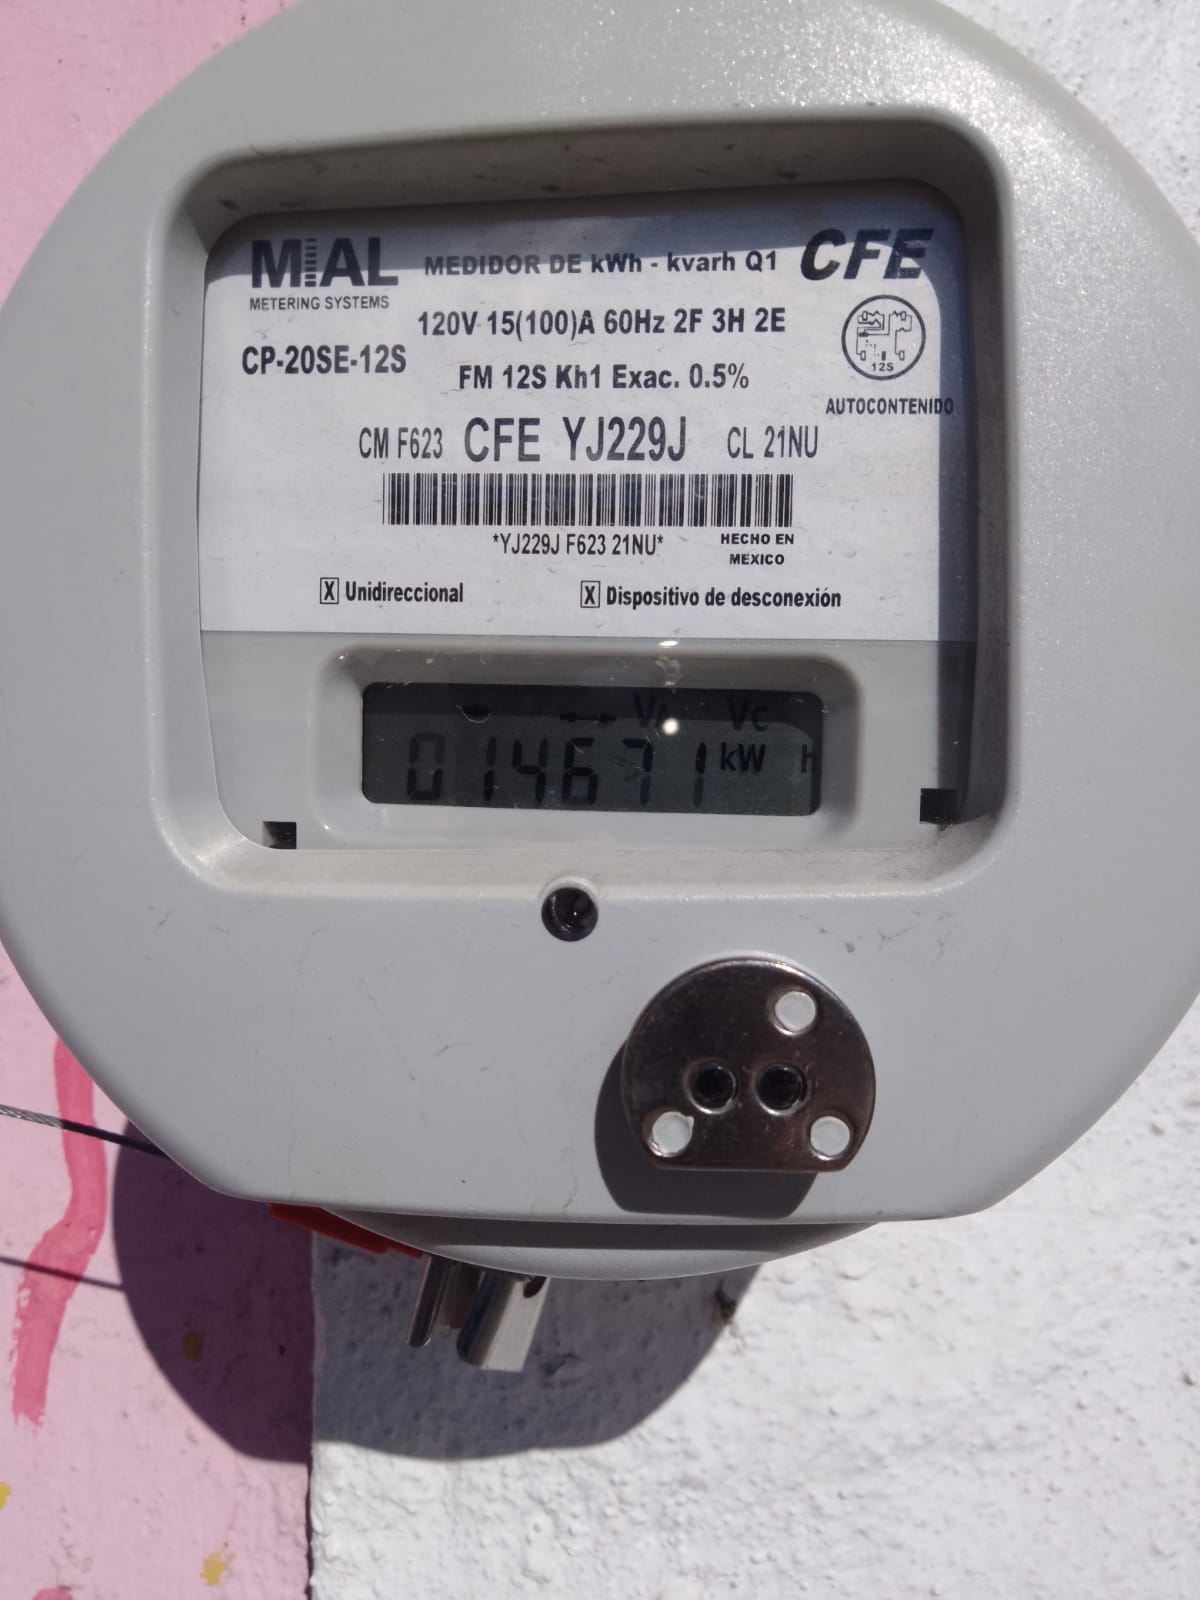 MIAL
METERING SYSTEMS
MEDIDOR DE kWh - kvarh Q1
CFE
120V 15(100)A 60Hz 2F 3H 2E
CP-20SE-12S
FM 12S Kh1 Exac. 0.5%
12S
AUTOCONTENIDO
CM F623 CFE YJ229J CL 21NU
*YJ229J F623 21NU*
HECHO EN
MEXICO
X Unidireccional
X Dispositivo de desconexión
VA VC
014671 kW h